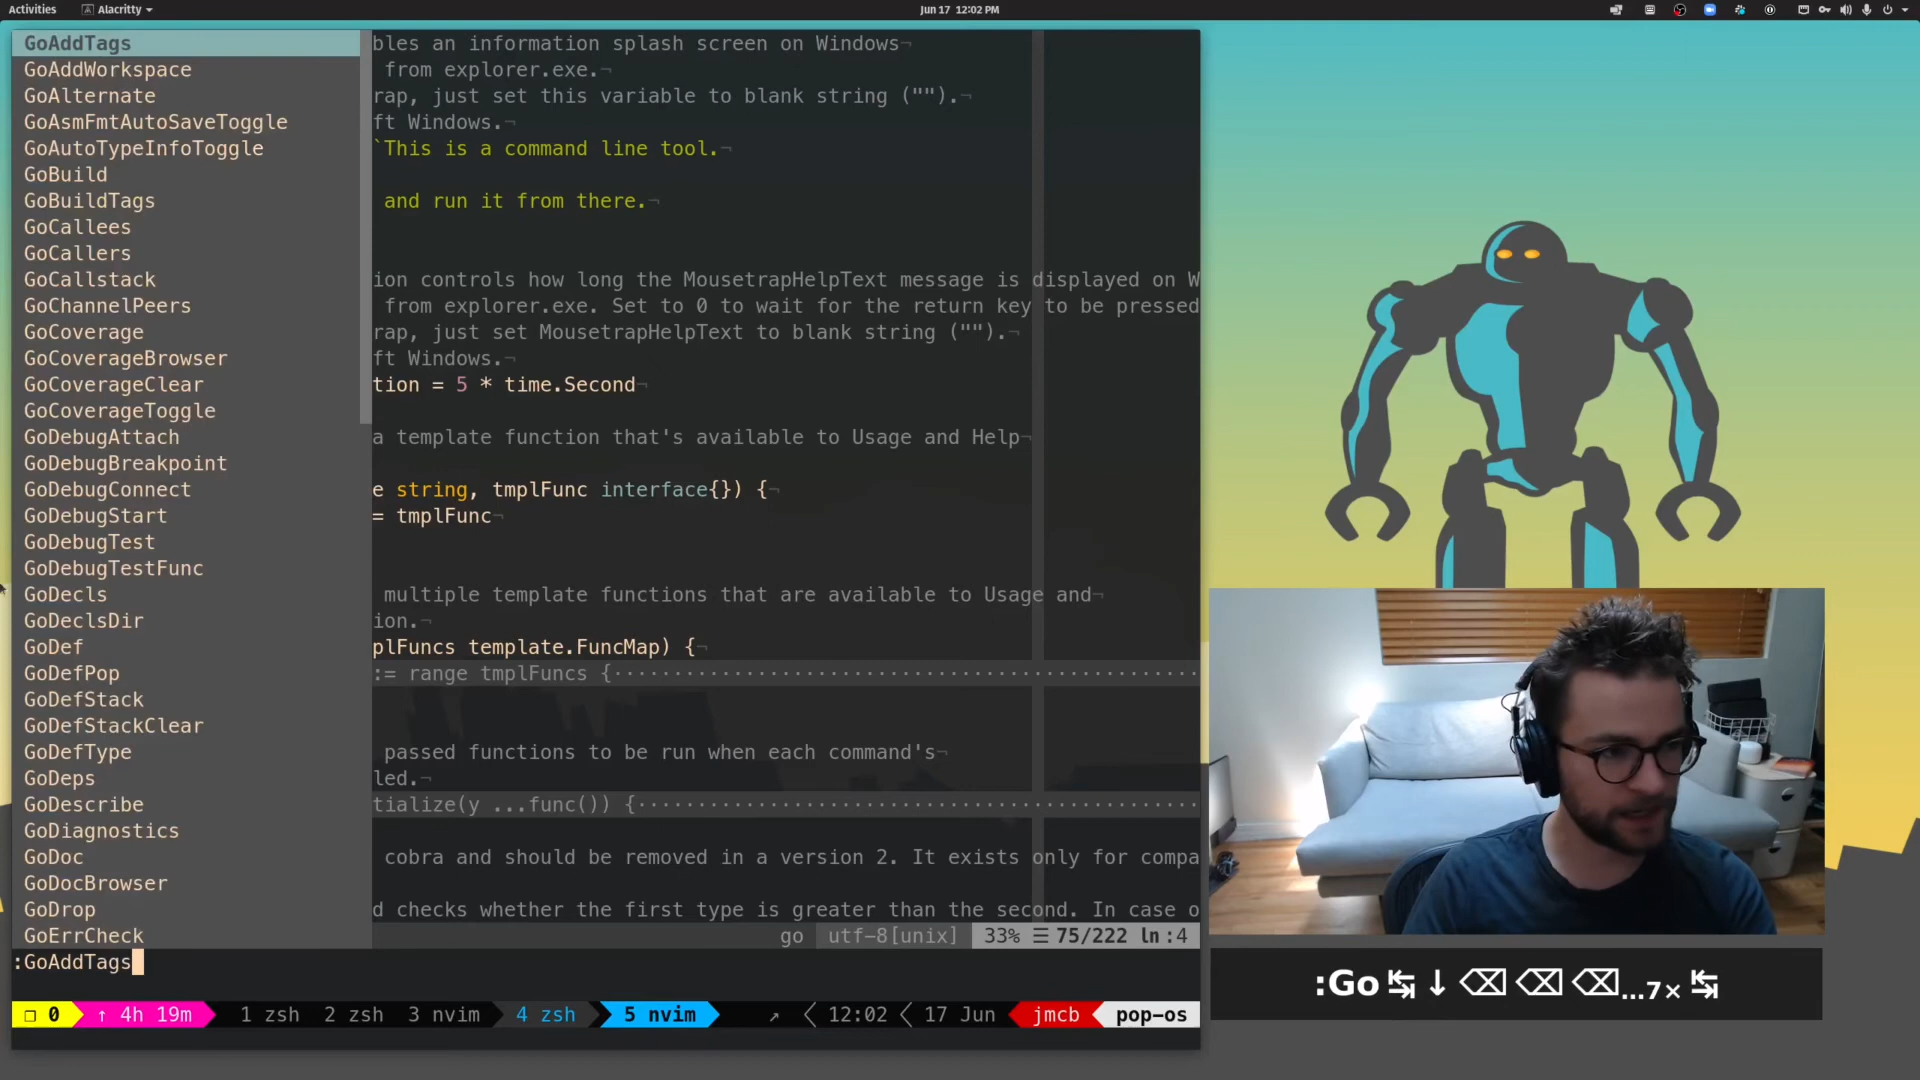 Activities Alacritty Jun 17 12:02 PM
GoAddTags
GoAddWorkspace
GoAlternate
GoAsmFmtAutoSaveToggle
GoAutoTypeInfoToggle
GoBuild
GoBuildTags
GoCallees
GoCallers
GoCallstack
GoChannelPeers
GoCoverage
GoCoverageBrowser
GoCoverageClear
GoCoverageToggle
GoDebugAttach
GoDebugBreakpoint
GoDebugConnect
GoDebugStart
GoDebugTest
GoDebugTestFunc
GoDecls
GoDeclsDir
GoDef
GoDefPop
GoDefStack
GoDefStackClear
GoDefType
GoDeps
GoDescribe
GoDiagnostics
GoDoc
GoDocBrowser
GoDrop
GoErrCheck
bles an information splash screen on Windows¬
from explorer.exe.¬
rap, just set this variable to blank string ("").¬
ft Windows.¬
`This is a command line tool.¬
and run it from there.¬
ion controls how long the MousetrapHelpText message is displayed on W
from explorer.exe. Set to 0 to wait for the return key to be pressed
rap, just set MousetrapHelpText to blank string ("").¬
ft Windows.¬
tion = 5 * time.Second¬
a template function that's available to Usage and Help¬
e string, tmplFunc interface{}) {¬
= tmplFunc¬
multiple template functions that are available to Usage and¬
ion.¬
plFuncs template.FuncMap) {¬
:= range tmplFuncs {·················································
passed functions to be run when each command's¬
led.¬
tialize(y ...func()) {···············································
cobra and should be removed in a version 2. It exists only for compa
d checks whether the first type is greater than the second. In case o
go utf-8[unix] 33% ☰ 75/222 ln:4
:GoAddTags
❐ 0 ↑ 4h 19m 1 zsh 2 zsh 3 nvim 4 zsh 5 nvim ↗ 12:02 17 Jun jmcb pop-os
:Go ↹ ↓ ⌫ ⌫ ⌫...7× ↹